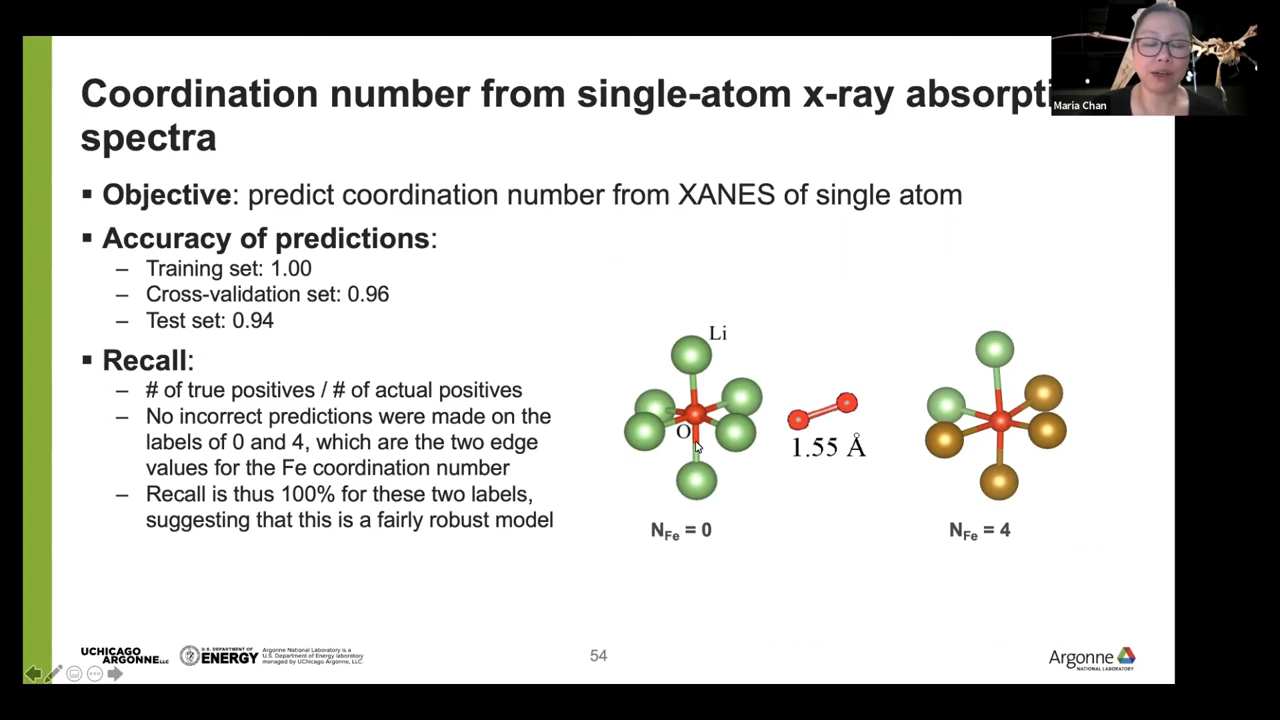 Coordination number from single-atom x-ray absorpti
spectra
Maria Chan
▪ Objective: predict coordination number from XANES of single atom
▪ Accuracy of predictions:
– Training set: 1.00
– Cross-validation set: 0.96
– Test set: 0.94
▪ Recall:
– # of true positives / # of actual positives
– No incorrect predictions were made on the
labels of 0 and 4, which are the two edge
values for the Fe coordination number
– Recall is thus 100% for these two labels,
suggesting that this is a fairly robust model
Li
O
1.55 Å
N_Fe = 0
N_Fe = 4
UCHICAGO
ARGONNE LLC
U.S. DEPARTMENT OF
ENERGY
Argonne National Laboratory is a
U.S. Department of Energy laboratory
managed by UChicago Argonne, LLC.
54
Argonne
NATIONAL LABORATORY